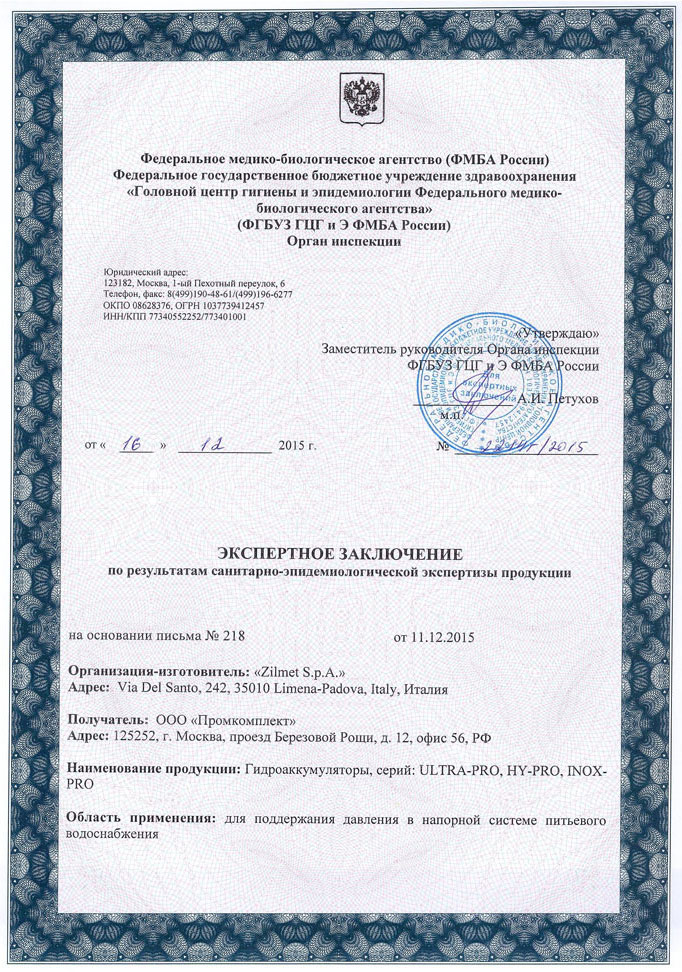 Федеральное медико-биологическое агентство (ФМБА России)
Федеральное государственное бюджетное учреждение здравоохранения
«Головной центр гигиены и эпидемиологии Федерального медико-
биологического агентства»
(ФГБУЗ ГЦГ и Э ФМБА России)
Орган инспекции
Юридический адрес:
123182, Москва, 1-ый Пехотный переулок, 6
Телефон, факс: 8(499)190-48-61/(499)196-6277
ОКПО 08628376, ОГРН 1037739412457
ИНН/КПП 77340552252/773401001
«Утверждаю»
Заместитель руководителя Органа инспекции
ФГБУЗ ГЦГ и Э ФМБА России
Для
экспертных
заключений
А.И. Петухов
м.п.
от « 16 » 12 2015 г.
№ /2015
ЭКСПЕРТНОЕ ЗАКЛЮЧЕНИЕ
по результатам санитарно-эпидемиологической экспертизы продукции
на основании письма № 218 от 11.12.2015
Организация-изготовитель: «Zilmet S.p.A.»
Адрес: Via Del Santo, 242, 35010 Limena-Padova, Italy, Италия
Получатель: ООО «Промкомплект»
Адрес: 125252, г. Москва, проезд Березовой Рощи, д. 12, офис 56, РФ
Наименование продукции: Гидроаккумуляторы, серий: ULTRA-PRO, HY-PRO, INOX-
PRO
Область применения: для поддержания давления в напорной системе питьевого
водоснабжения